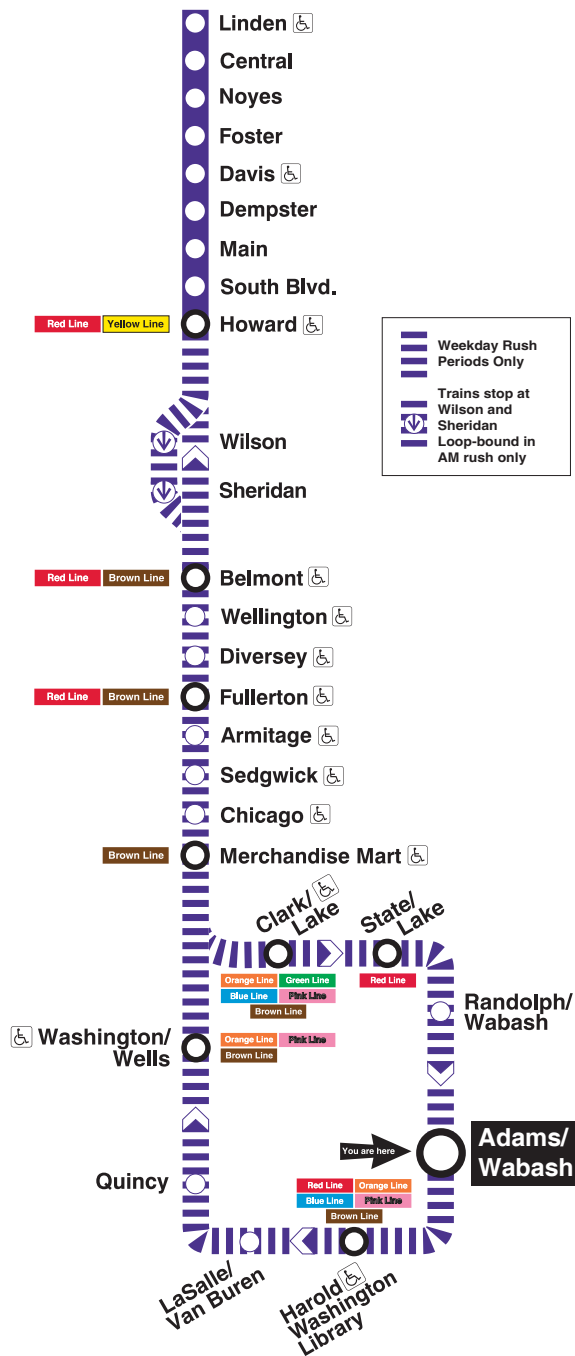 Linden
Central
Noyes
Foster
Davis
Dempster
Main
South Blvd.
Red Line
Yellow Line
Howard
Weekday Rush
Periods Only
Trains stop at
Wilson and
Sheridan
Loop-bound in
AM rush only
Wilson
Sheridan
Red Line
Brown Line
Belmont
Wellington
Diversey
Red Line
Brown Line
Fullerton
Armitage
Sedgwick
Chicago
Brown Line
Merchandise Mart
Clark/
Lake
State/
Lake
Orange Line
Green Line
Blue Line
Pink Line
Brown Line
Red Line
Randolph/
Wabash
Washington/
Wells
Orange Line
Pink Line
Brown Line
You are here
Adams/
Wabash
Quincy
Red Line
Orange Line
Blue Line
Pink Line
Brown Line
LaSalle/
Van Buren
Harold
Washington
Library